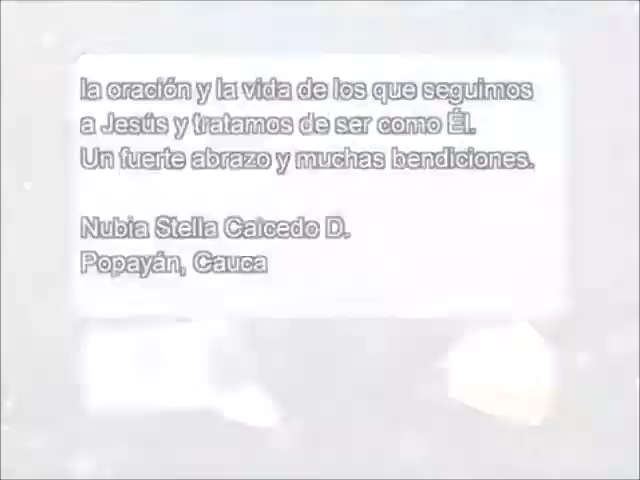 la oración y la vida de los que seguimos
a Jesús y tratamos de ser como Él.
Un fuerte abrazo y muchas bendiciones.
Nubia Stella Caicedo D.
Popayán, Cauca